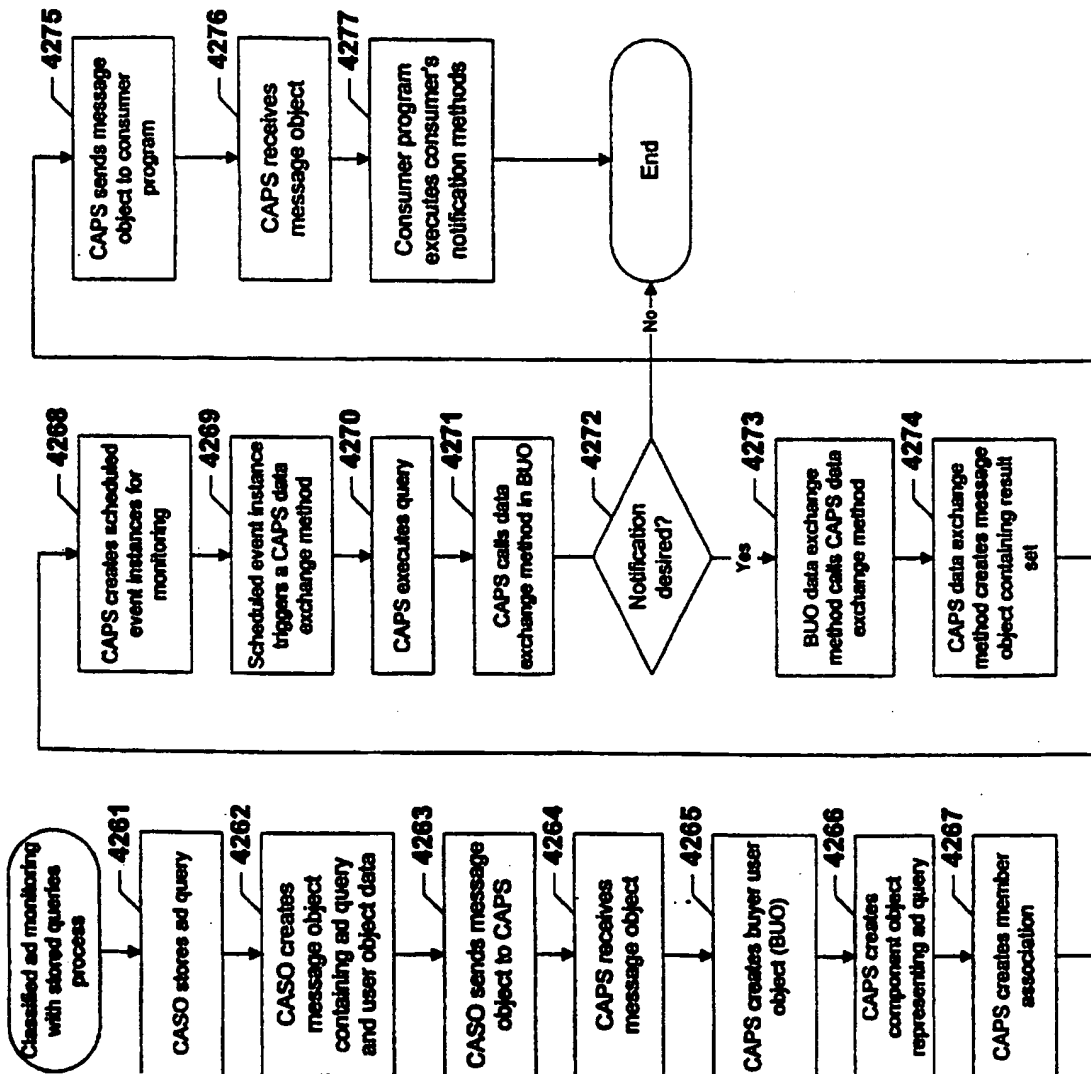 Classified ad monitoring
with stored queries
process
4261
CASO stores ad query
4262
CASO creates
message object
containing ad query
and user object data
4263
CASO sends message
object to CAPS
4264
CAPS receives
message object
4265
CAPS creates buyer user
object (BUO)
4266
CAPS creates
component object
representing ad query
4267
CAPS creates member
association
4268
CAPS creates scheduled
event instances for
monitoring
4269
Scheduled event instance
triggers a CAPS data
exchange method
4270
CAPS executes query
4271
CAPS calls data
exchange method in BUO
4272
Notification
desired?
No
Yes
4273
BUO data exchange
method calls CAPS data
exchange method
4274
CAPS data exchange
method creates message
object containing result
set
4275
CAPS sends message
object to consumer
program
4276
CAPS receives
message object
4277
Consumer program
executes consumer's
notification methods
End